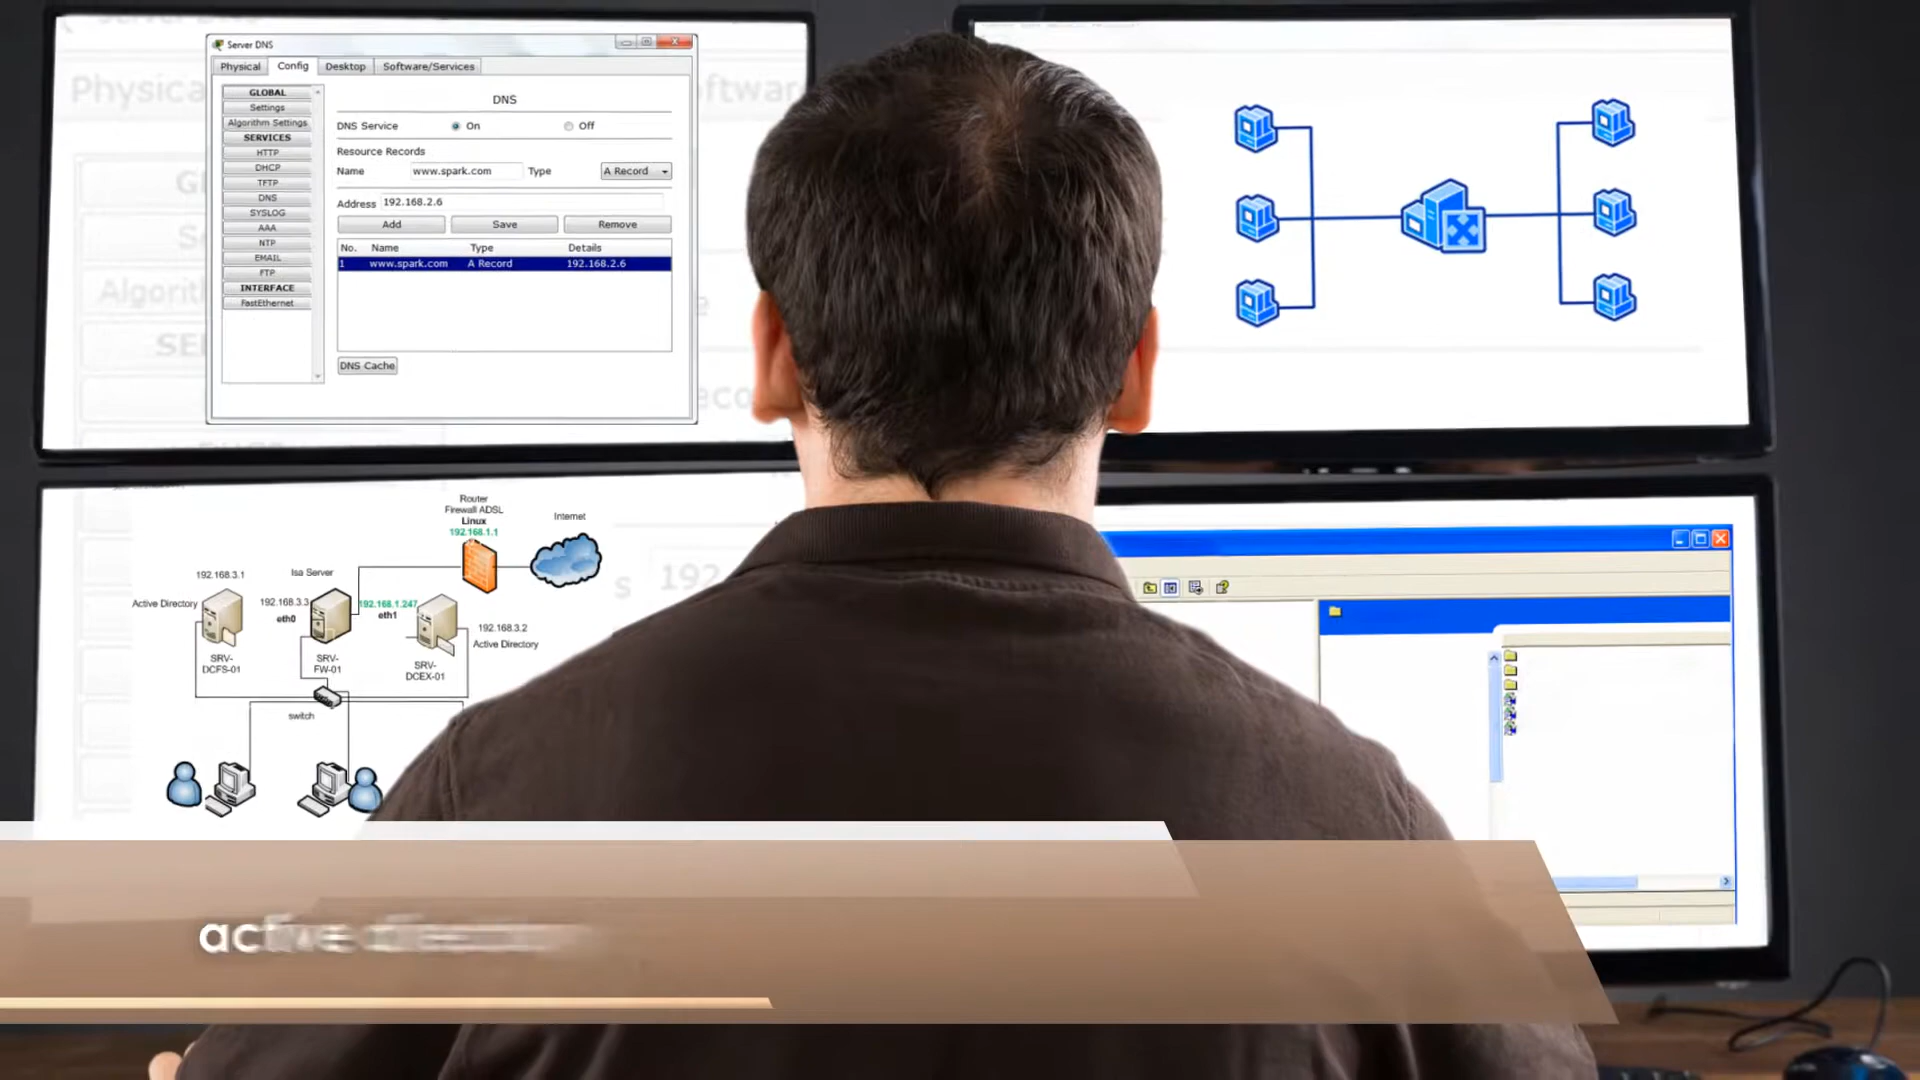 Server DNS
Physical Config Desktop Software/Services
GLOBAL
Settings
Algorithm Settings
SERVICES
HTTP
DHCP
TFTP
DNS
SYSLOG
AAA
NTP
EMAIL
FTP
INTERFACE
FastEthernet
DNS
DNS Service On Off
Resource Records
Name www.spark.com Type A Record
Address 192.168.2.6
Add Save Remove
No. Name Type Details
1 www.spark.com A Record 192.168.2.6
DNS Cache
Router
Firewall ADSL
Linux
192.168.1.1
Internet
192.168.3.1
Active Directory
SRV-
DCFS-01
Isa Server
192.168.3.3
eth0
SRV-
FW-01
192.168.1.247
eth1
192.168.3.2
Active Directory
SRV-
DCEX-01
switch
active